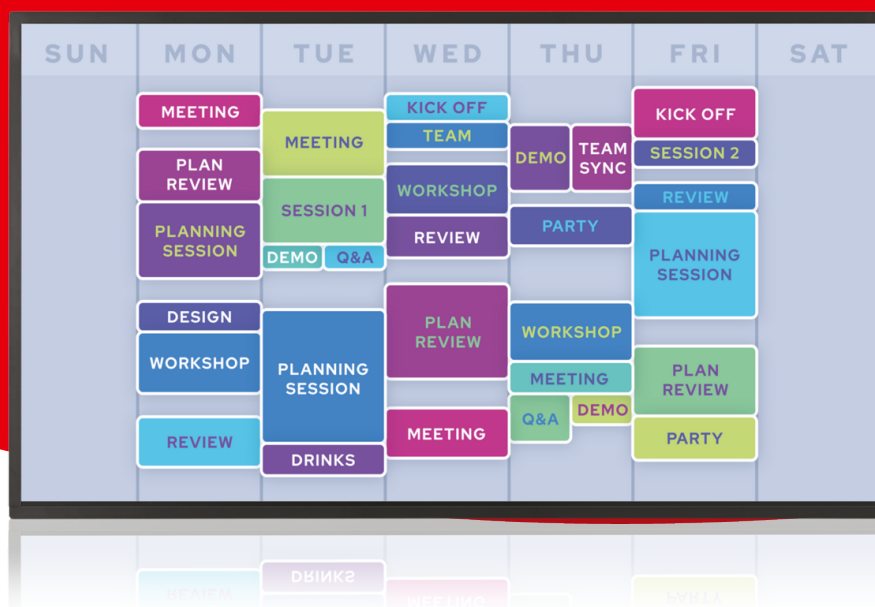 SUN MON TUE WED THU FRI SAT
MEETING
PLAN
REVIEW
PLANNING
SESSION
DESIGN
WORKSHOP
REVIEW
MEETING
SESSION 1
DEMO Q&A
PLANNING
SESSION
DRINKS
KICK OFF
TEAM
WORKSHOP
REVIEW
PLAN
REVIEW
MEETING
DEMO
TEAM
SYNC
PARTY
WORKSHOP
MEETING
Q&A
DEMO
KICK OFF
SESSION 2
REVIEW
PLANNING
SESSION
PLAN
REVIEW
PARTY